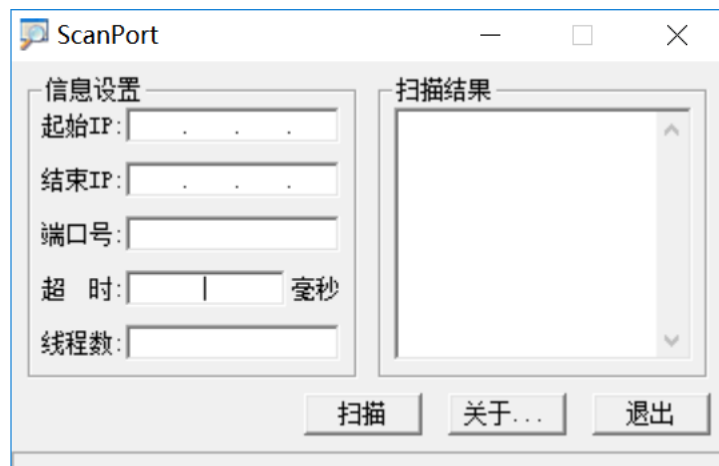 ScanPort
信息设置
起始IP: . . .
结束IP: . . .
端口号:
超 时: 毫秒
线程数:
扫描结果
扫描 关于... 退出